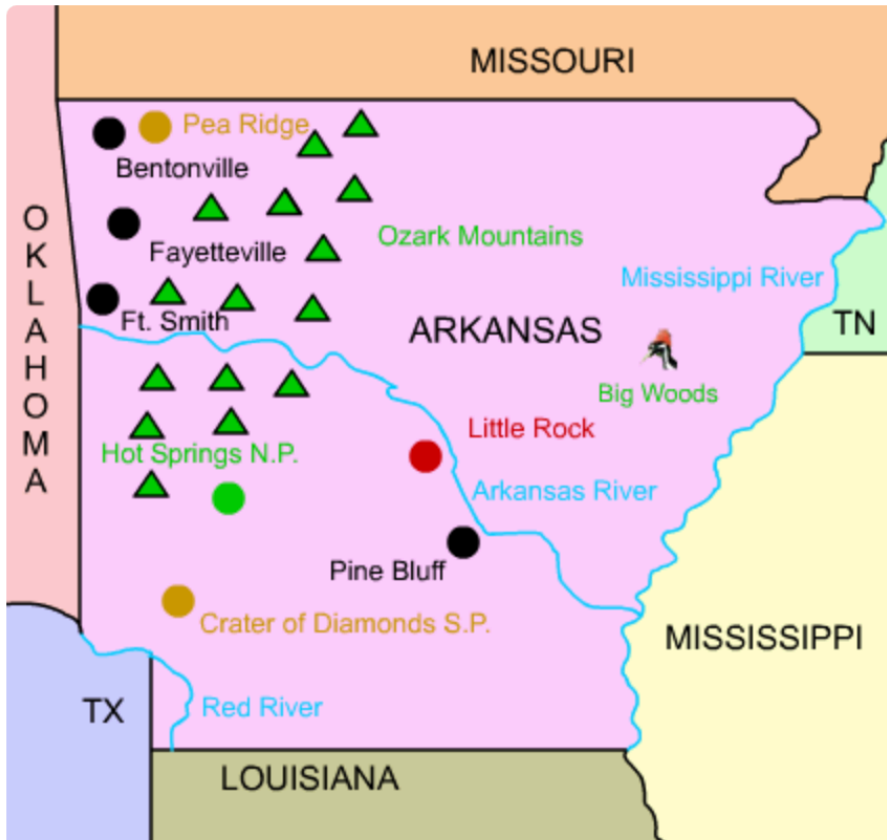 MISSOURI
Pea Ridge
Bentonville
OKLAHOMA
Ozark Mountains
Fayetteville
Mississippi River
Ft. Smith
ARKANSAS
TN
Big Woods
Little Rock
Hot Springs N.P.
Arkansas River
Pine Bluff
Crater of Diamonds S.P.
MISSISSIPPI
TX
Red River
LOUISIANA